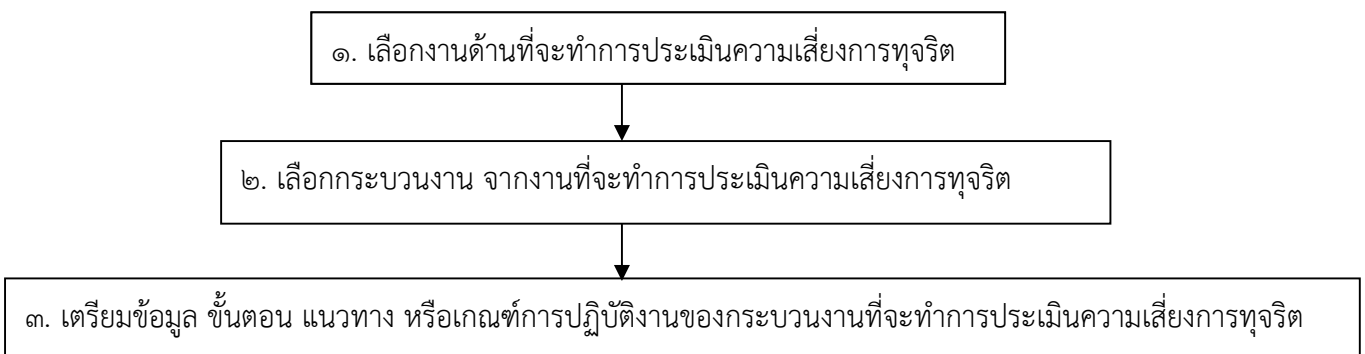 ๑. เลือกงานด้านที่จะทำการประเมินความเสี่ยงการทุจริต
๒. เลือกกระบวนงาน จากงานที่จะทำการประเมินความเสี่ยงการทุจริต
๓. เตรียมข้อมูล ขั้นตอน แนวทาง หรือเกณฑ์การปฏิบัติงานของกระบวนงานที่จะทำการประเมินความเสี่ยงการทุจริต